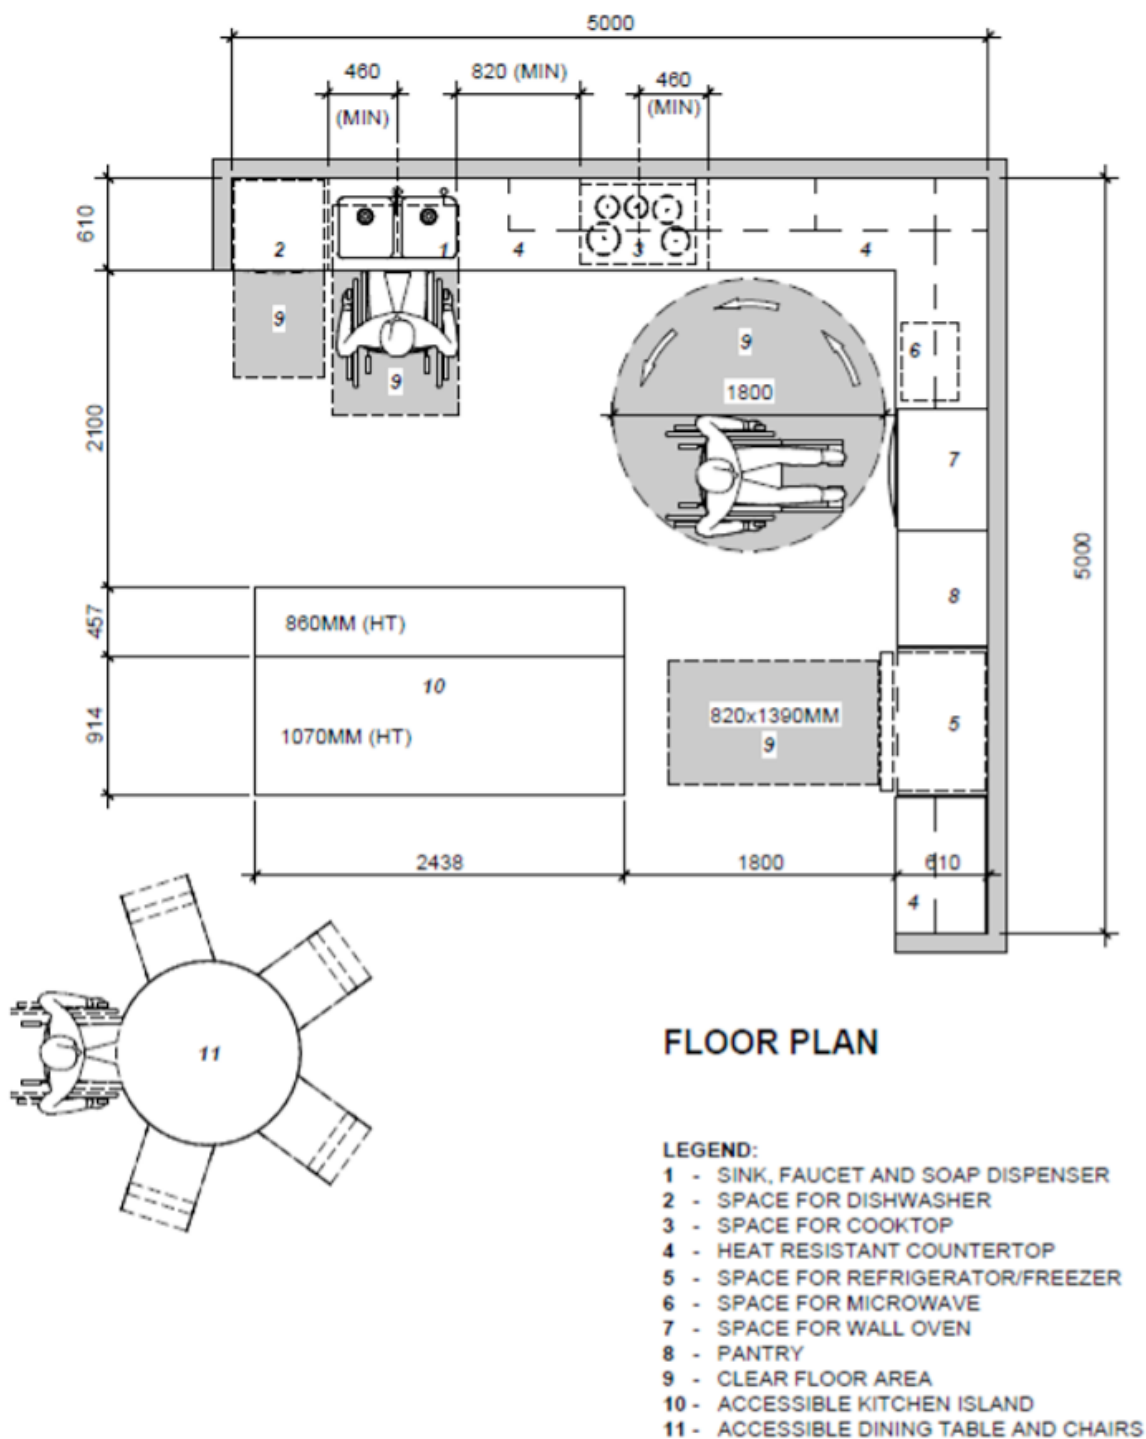 5000
460 820 (MIN) 460
(MIN) (MIN)
610
2 1 4 3 4
9 9
9 6
1800
2100
7
5000
8
457
860MM (HT)
10
914
1070MM (HT)
820x1390MM
9
5
2438 1800 610
4
11
FLOOR PLAN
LEGEND:
1 - SINK, FAUCET AND SOAP DISPENSER
2 - SPACE FOR DISHWASHER
3 - SPACE FOR COOKTOP
4 - HEAT RESISTANT COUNTERTOP
5 - SPACE FOR REFRIGERATOR/FREEZER
6 - SPACE FOR MICROWAVE
7 - SPACE FOR WALL OVEN
8 - PANTRY
9 - CLEAR FLOOR AREA
10 - ACCESSIBLE KITCHEN ISLAND
11 - ACCESSIBLE DINING TABLE AND CHAIRS